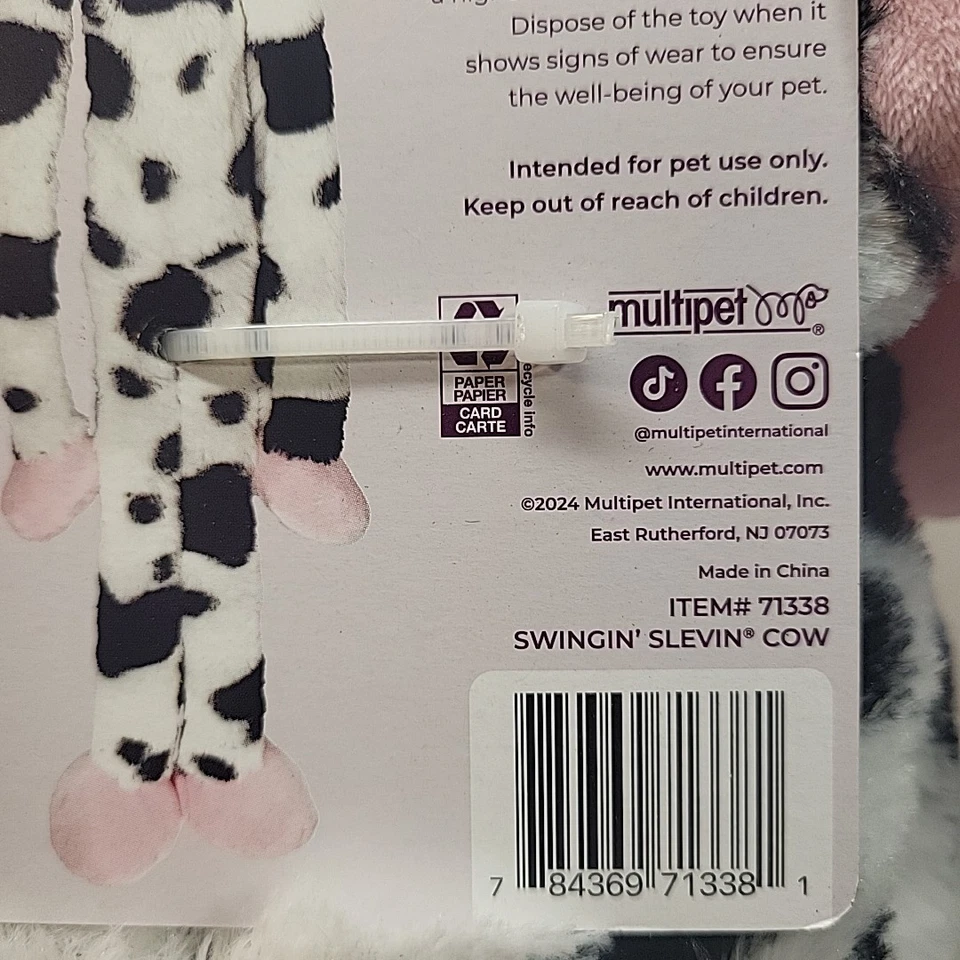 Dispose of the toy when it
shows signs of wear to ensure
the well-being of your pet.
Intended for pet use only.
Keep out of reach of children.
multipet®
PAPER
PAPIER
CARD
CARTE
info
@multipetinternational
www.multipet.com
©2024 Multipet International, Inc.
East Rutherford, NJ 07073
Made in China
ITEM# 71338
SWINGIN' SLEVIN® COW
7 84369 71338 1